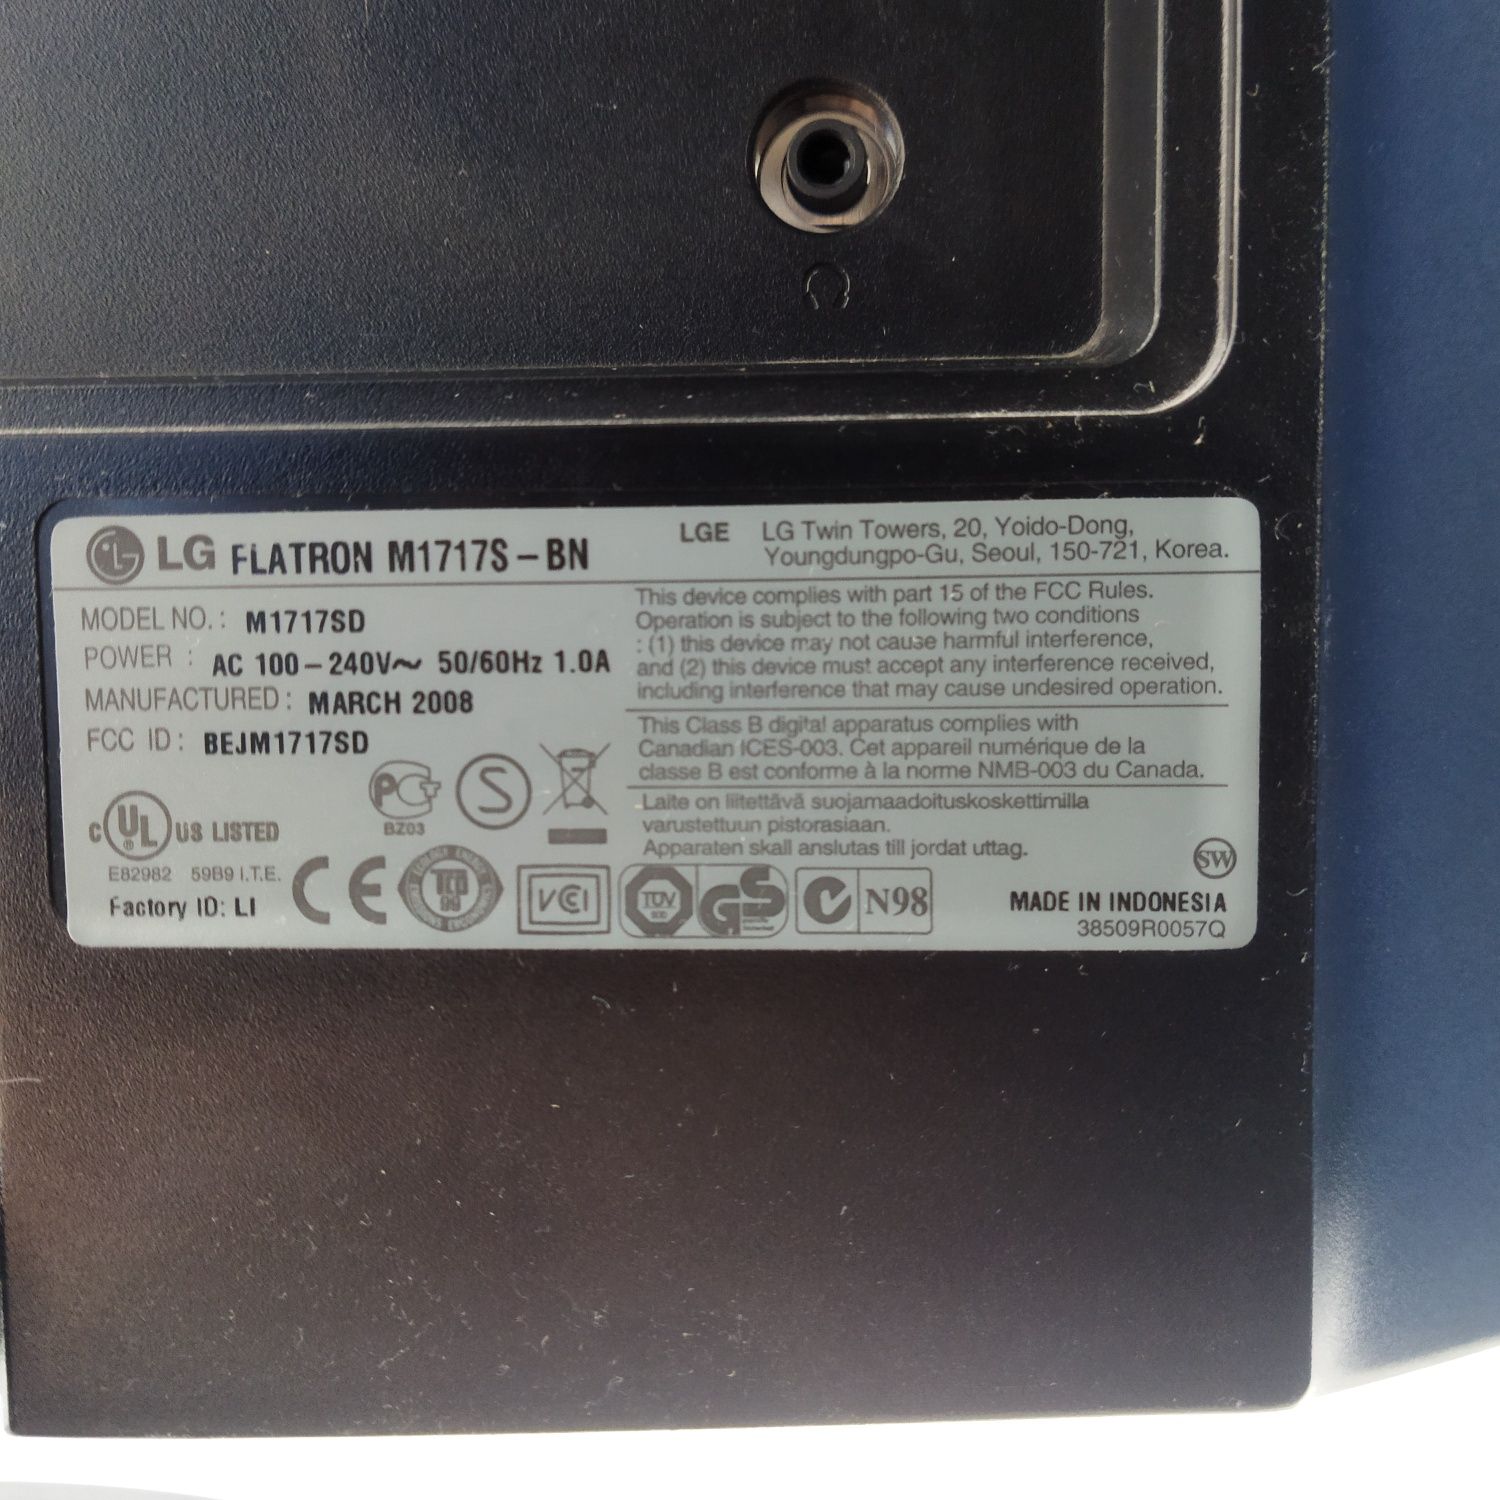 LG FLATRON M1717S-BN
LGE LG Twin Towers, 20, Yoido-Dong,
Youngdungpo-Gu, Seoul, 150-721, Korea.
MODEL NO.: M1717SD
POWER : AC 100-240V~ 50/60Hz 1.0A
MANUFACTURED: MARCH 2008
FCC ID: BEJM1717SD
This device complies with part 15 of the FCC Rules.
Operation is subject to the following two conditions
: (1) this device may not cause harmful interference,
and (2) this device must accept any interference received,
including interference that may cause undesired operation.
This Class B digital apparatus complies with
Canadian ICES-003. Cet appareil numérique de la
classe B est conforme à la norme NMB-003 du Canada.
Laite on liitettävä suojamaadoituskoskettimilla
varustettuun pistorasiaan.
Apparaten skall anslutas till jordat uttag.
PCT
BZ03
S
C UL ® US LISTED
E82982 59B9 I.T.E.
Factory ID: LI
CE
TCO
99
VCI
TÜV
GS
N98
SW
MADE IN INDONESIA
38509R0057Q